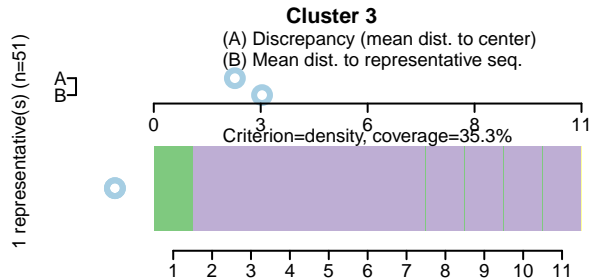 Cluster 3
(A) Discrepancy (mean dist. to center)
(B) Mean dist. to representative seq.
A
B
0 3 6 8 11
Criterion=density, coverage=35.3%
1 representative(s) (n=51)
1 2 3 4 5 6 7 8 9 10 11